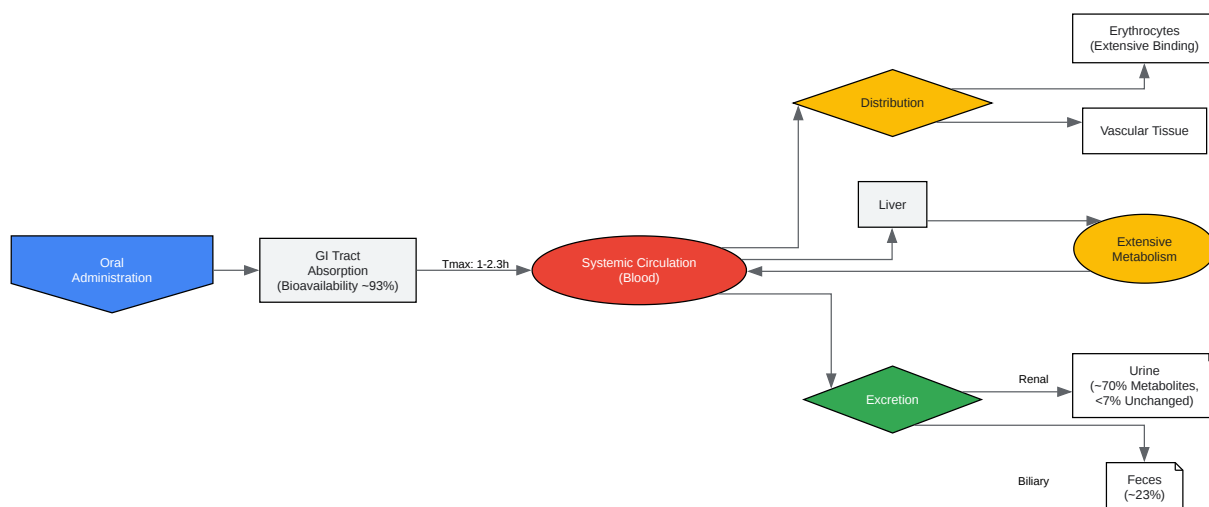 Erythrocytes
(Extensive Binding)
Distribution
Vascular Tissue
Liver
Extensive
Metabolism
Oral
Administration
GI Tract
Absorption
(Bioavailability ~93%)
Tmax: 1-2.3h
Systemic Circulation
(Blood)
Excretion
Renal
Urine
(~70% Metabolites,
<7% Unchanged)
Biliary
Feces
(~23%)